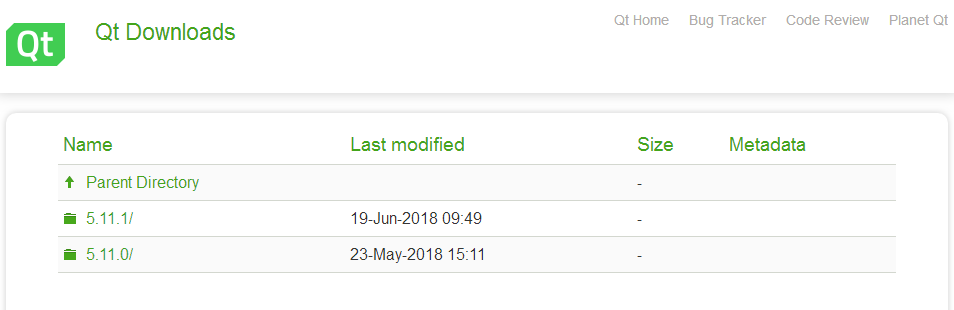 Qt Home Bug Tracker Code Review Planet Qt
Qt Qt Downloads
Name Last modified Size Metadata
Parent Directory -
5.11.1/ 19-Jun-2018 09:49 -
5.11.0/ 23-May-2018 15:11 -